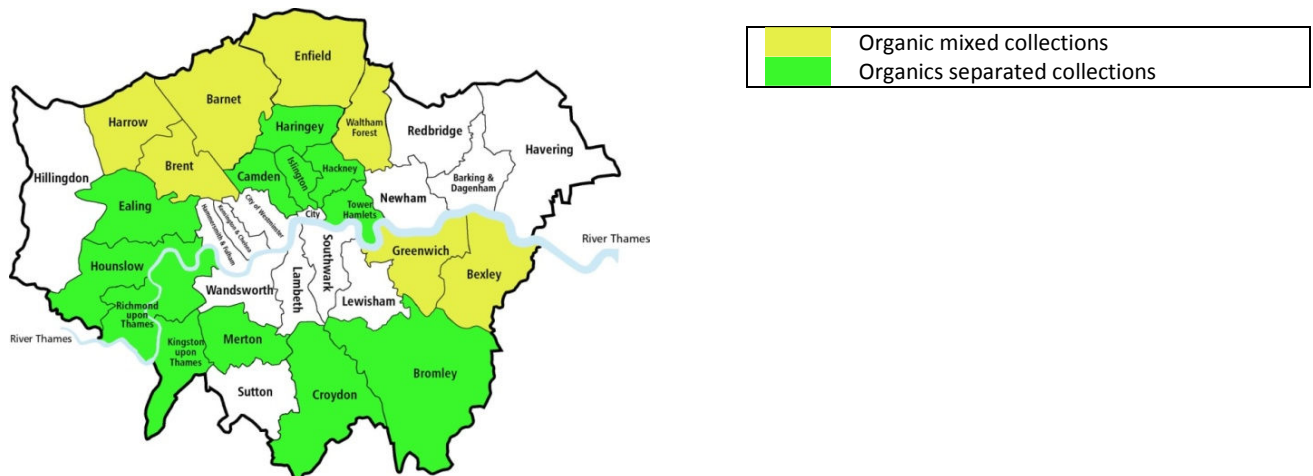 Enfield
Barnet
Harrow
Haringey
Waltham
Forest
Redbridge
Havering
Brent
Hillingdon
Camden
Islington
Hackney
Barking &
Dagenham
Ealing
Newham
Tower
Hamlets
City of Westminster
Kensington & Chelsea
Hammersmith & Fulham
City
River Thames
Hounslow
Greenwich
Bexley
Southwark
Lambeth
Wandsworth
Lewisham
Richmond
upon
Thames
River Thames
Kingston
upon
Thames
Merton
Bromley
Sutton
Croydon
Organic mixed collections
Organics separated collections